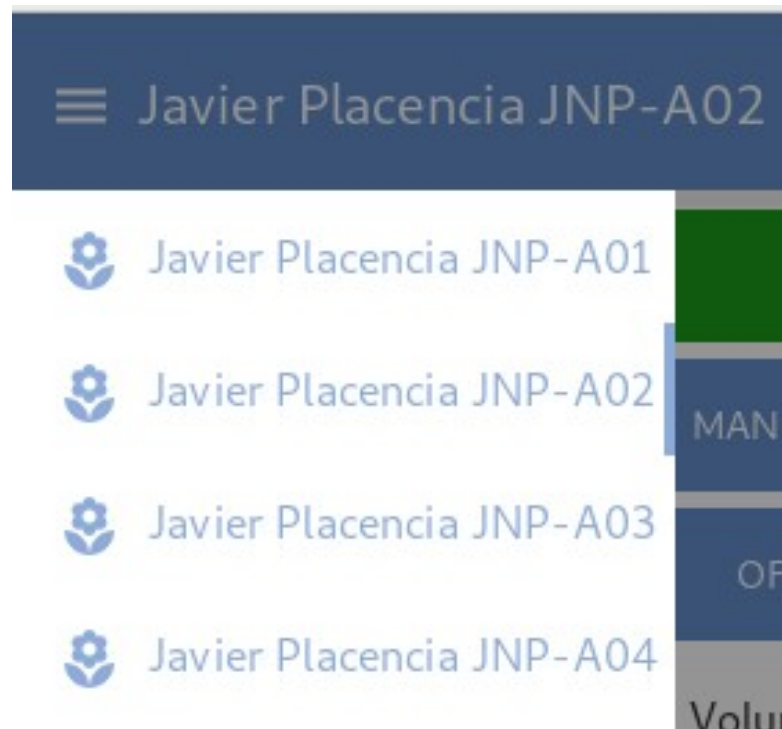 Javier Placencia JNP-A02
Javier Placencia JNP-A01
Javier Placencia JNP-A02
MAN
Javier Placencia JNP-A03
OF
Javier Placencia JNP-A04
Volu